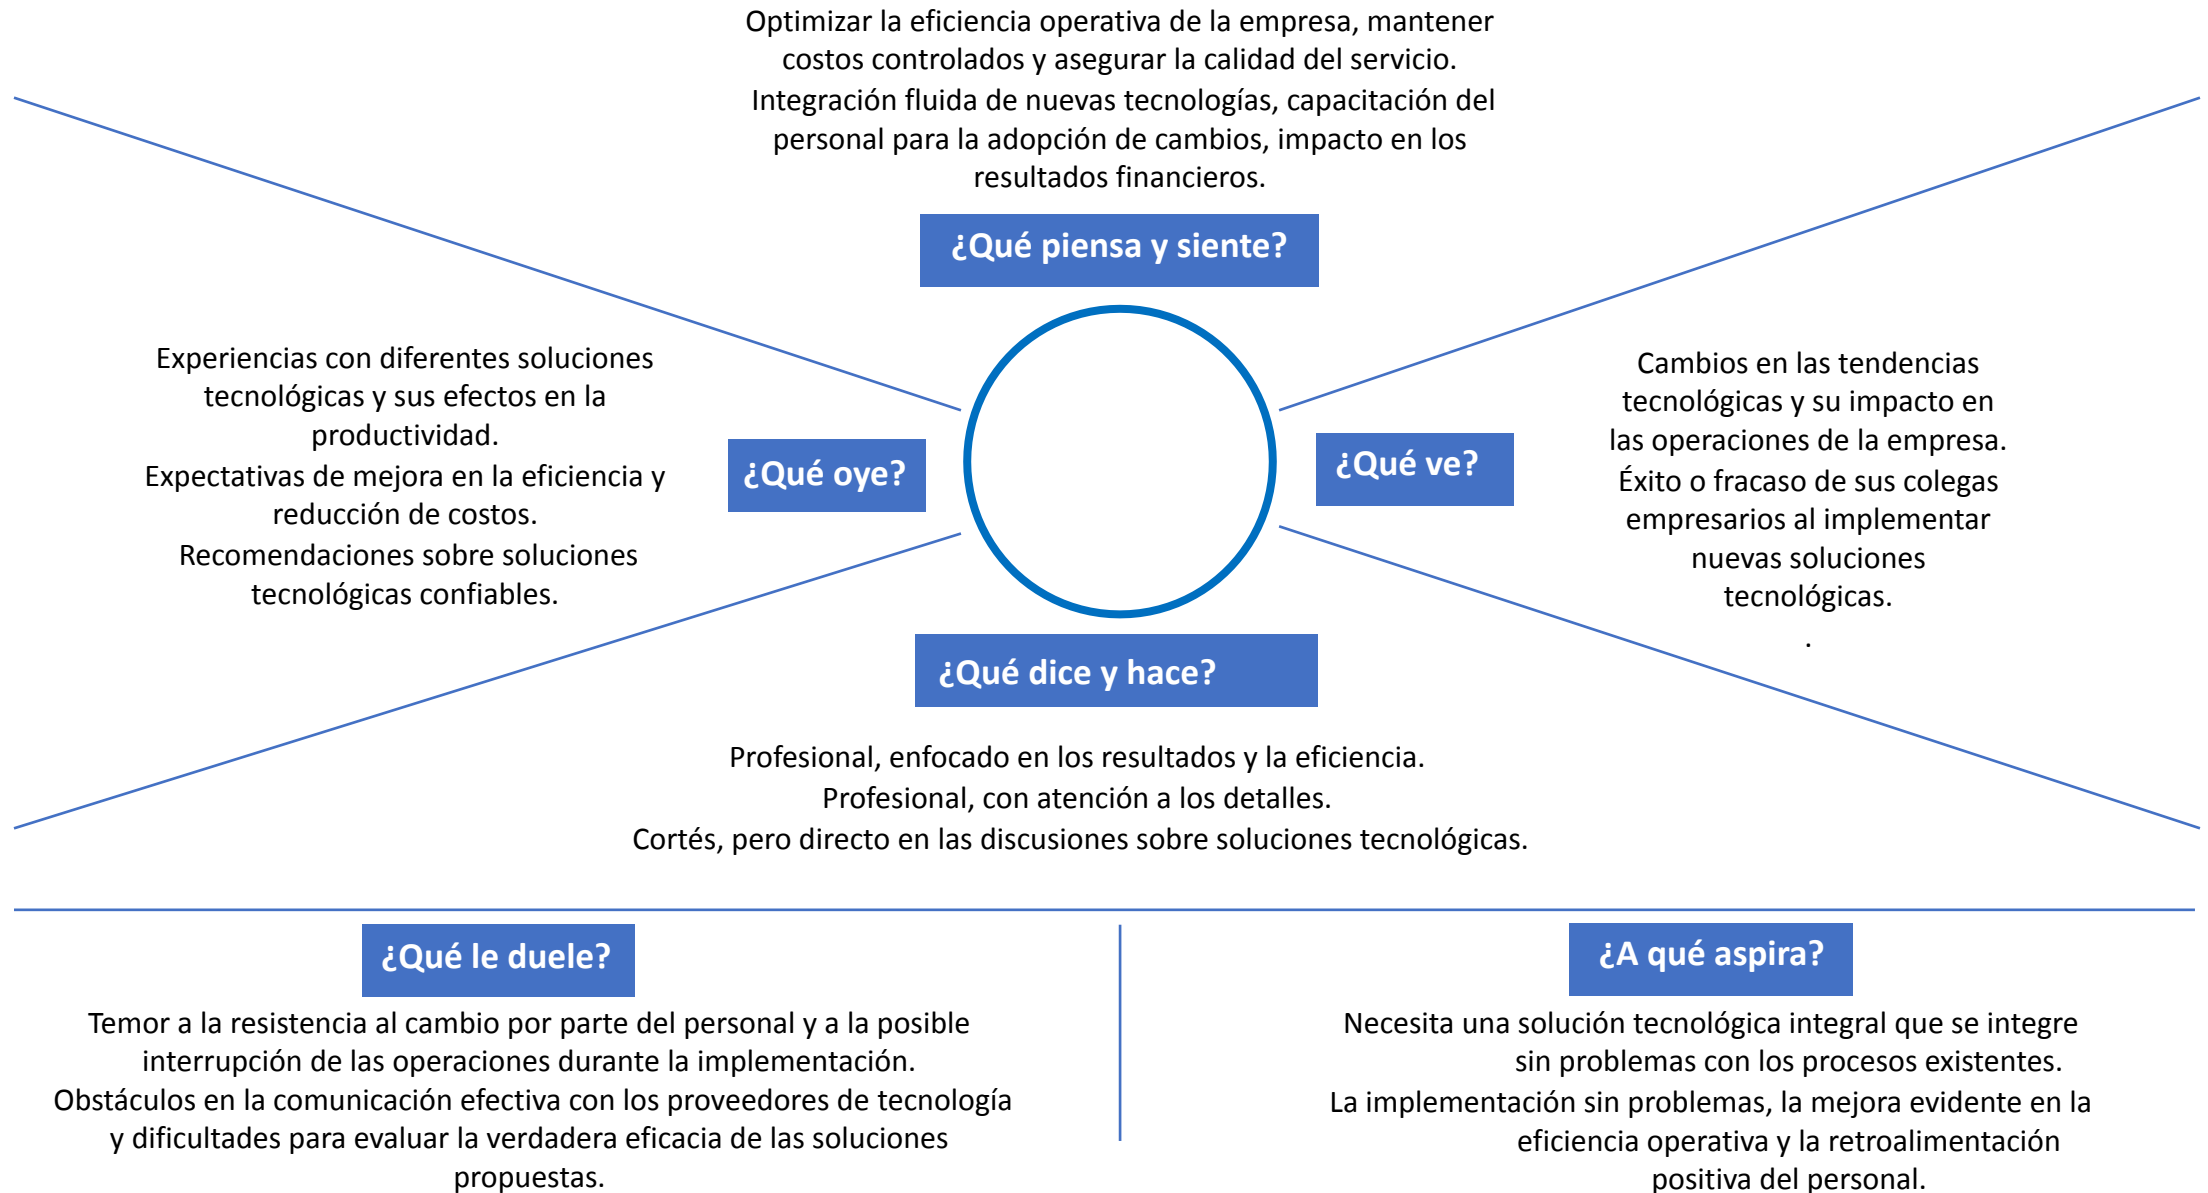 Optimizar la eficiencia operativa de la empresa, mantener
costos controlados y asegurar la calidad del servicio.
Integración fluida de nuevas tecnologías, capacitación del
personal para la adopción de cambios, impacto en los
resultados financieros.
¿Qué piensa y siente?
Experiencias con diferentes soluciones
tecnológicas y sus efectos en la
productividad.
Expectativas de mejora en la eficiencia y
reducción de costos.
Recomendaciones sobre soluciones
tecnológicas confiables.
¿Qué oye?
¿Qué ve?
Cambios en las tendencias
tecnológicas y su impacto en
las operaciones de la empresa.
Éxito o fracaso de sus colegas
empresarios al implementar
nuevas soluciones
tecnológicas.
.
¿Qué dice y hace?
Profesional, enfocado en los resultados y la eficiencia.
Profesional, con atención a los detalles.
Cortés, pero directo en las discusiones sobre soluciones tecnológicas.
¿Qué le duele?
Temor a la resistencia al cambio por parte del personal y a la posible
interrupción de las operaciones durante la implementación.
Obstáculos en la comunicación efectiva con los proveedores de tecnología
y dificultades para evaluar la verdadera eficacia de las soluciones
propuestas.
¿A qué aspira?
Necesita una solución tecnológica integral que se integre
sin problemas con los procesos existentes.
La implementación sin problemas, la mejora evidente en la
eficiencia operativa y la retroalimentación
positiva del personal.